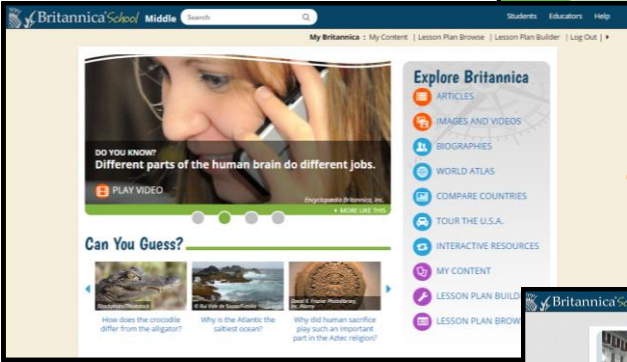 Britannica School Middle
Search
Students Educators Help
My Britannica : My Content | Lesson Plan Browse | Lesson Plan Builder | Log Out |
DO YOU KNOW?
Different parts of the human brain do different jobs.
PLAY VIDEO
Encyclopædia Britannica, Inc.
MORE LIKE THIS
Explore Britannica
ARTICLES
IMAGES AND VIDEOS
BIOGRAPHIES
WORLD ATLAS
COMPARE COUNTRIES
TOUR THE U.S.A.
INTERACTIVE RESOURCES
MY CONTENT
LESSON PLAN BUILD
LESSON PLAN BROW
Can You Guess?
How does the crocodile
differ from the alligator?
Why is the Atlantic the
saltiest ocean?
Why did human sacrifice
play such an important
part in the Aztec religion?
Britannica Sc